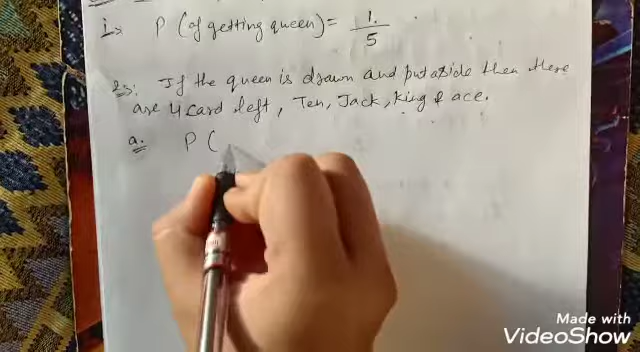 i> P (of getting queen) = 1/5
2>: If the queen is drawn and put aside then there
are 4 card left, Ten, Jack, King & ace.
a. P (
Made with
VideoShow